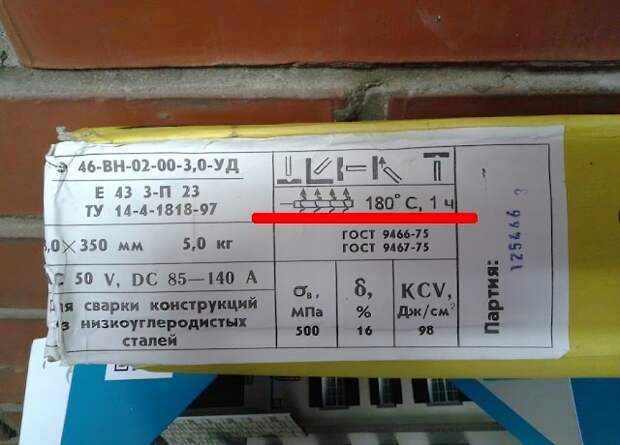 46-ВН-02-00-3,0-УД
Е 43 3-П 23
ТУ 14-4-1818-97
180°С, 1 ч
,0×350 мм 5,0 кг
ГОСТ 9466-75
ГОСТ 9467-75
50 V, DC 85—140 А
для сварки конструкций
из низкоуглеродистых
сталей
σв, МПа 500
δ, % 16
KCV, Дж/см² 98
Партия: 125446